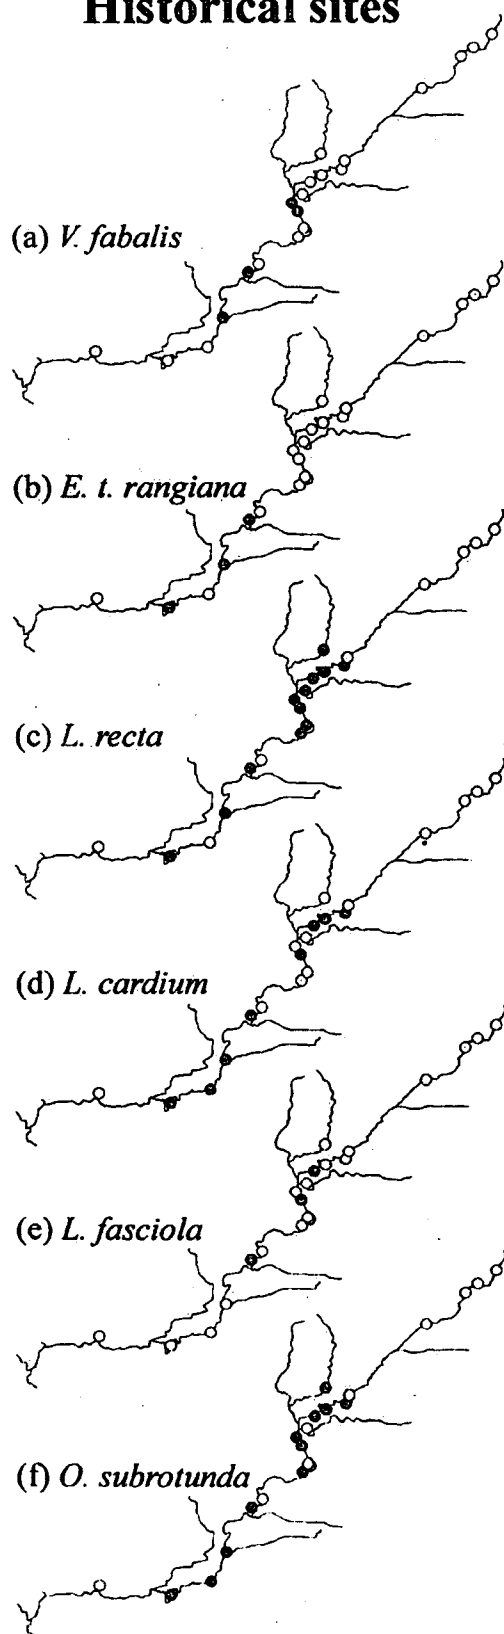 Historical sites
(a) V. fabalis
(b) E. t. rangiana
(c) L. recta
(d) L. cardium
(e) L. fasciola
(f) O. subrotunda